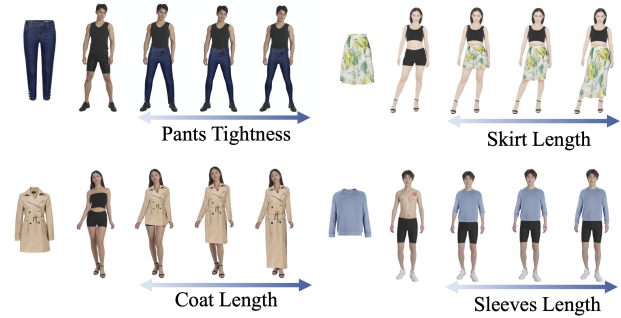 Pants Tightness
Skirt Length
Coat Length
Sleeves Length